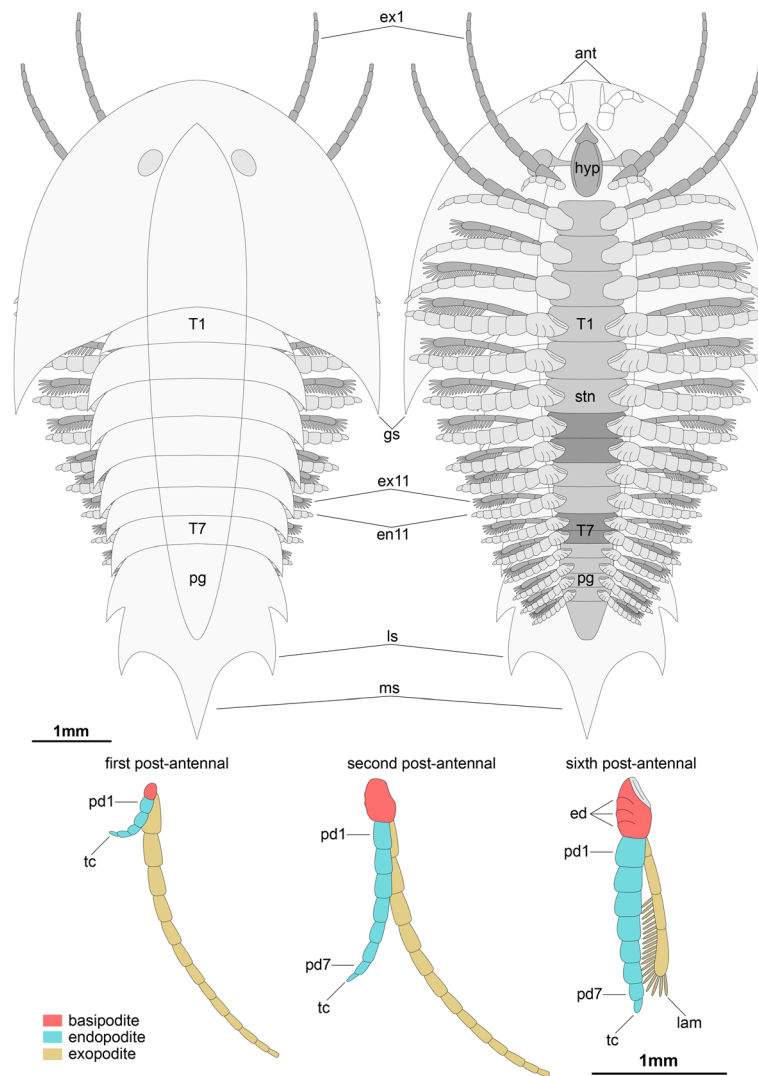 ex1
ant
hyp
T1
T1
stn
gs
ex11
en11
T7
T7
pg
pg
ls
ms
1mm
first post-antennal
second post-antennal
sixth post-antennal
pd1
tc
pd1
pd7
tc
ed
pd1
pd7
tc
lam
basipodite
endopodite
exopodite
1mm